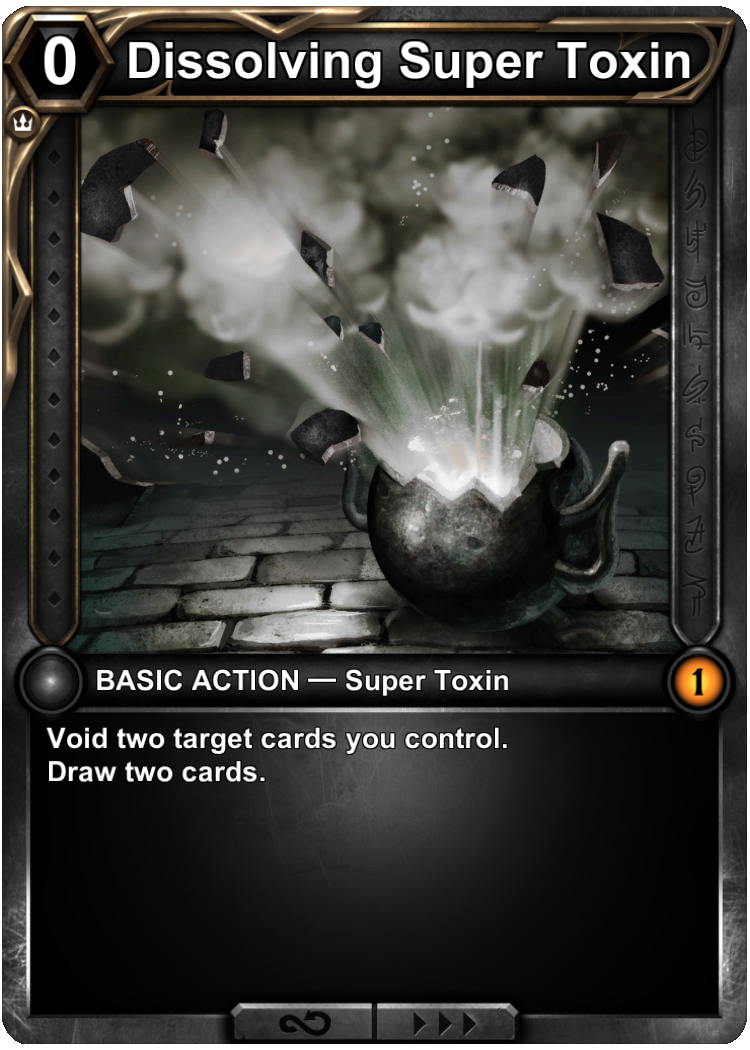 0
Dissolving Super Toxin
BASIC ACTION — Super Toxin
1
Void two target cards you control.
Draw two cards.